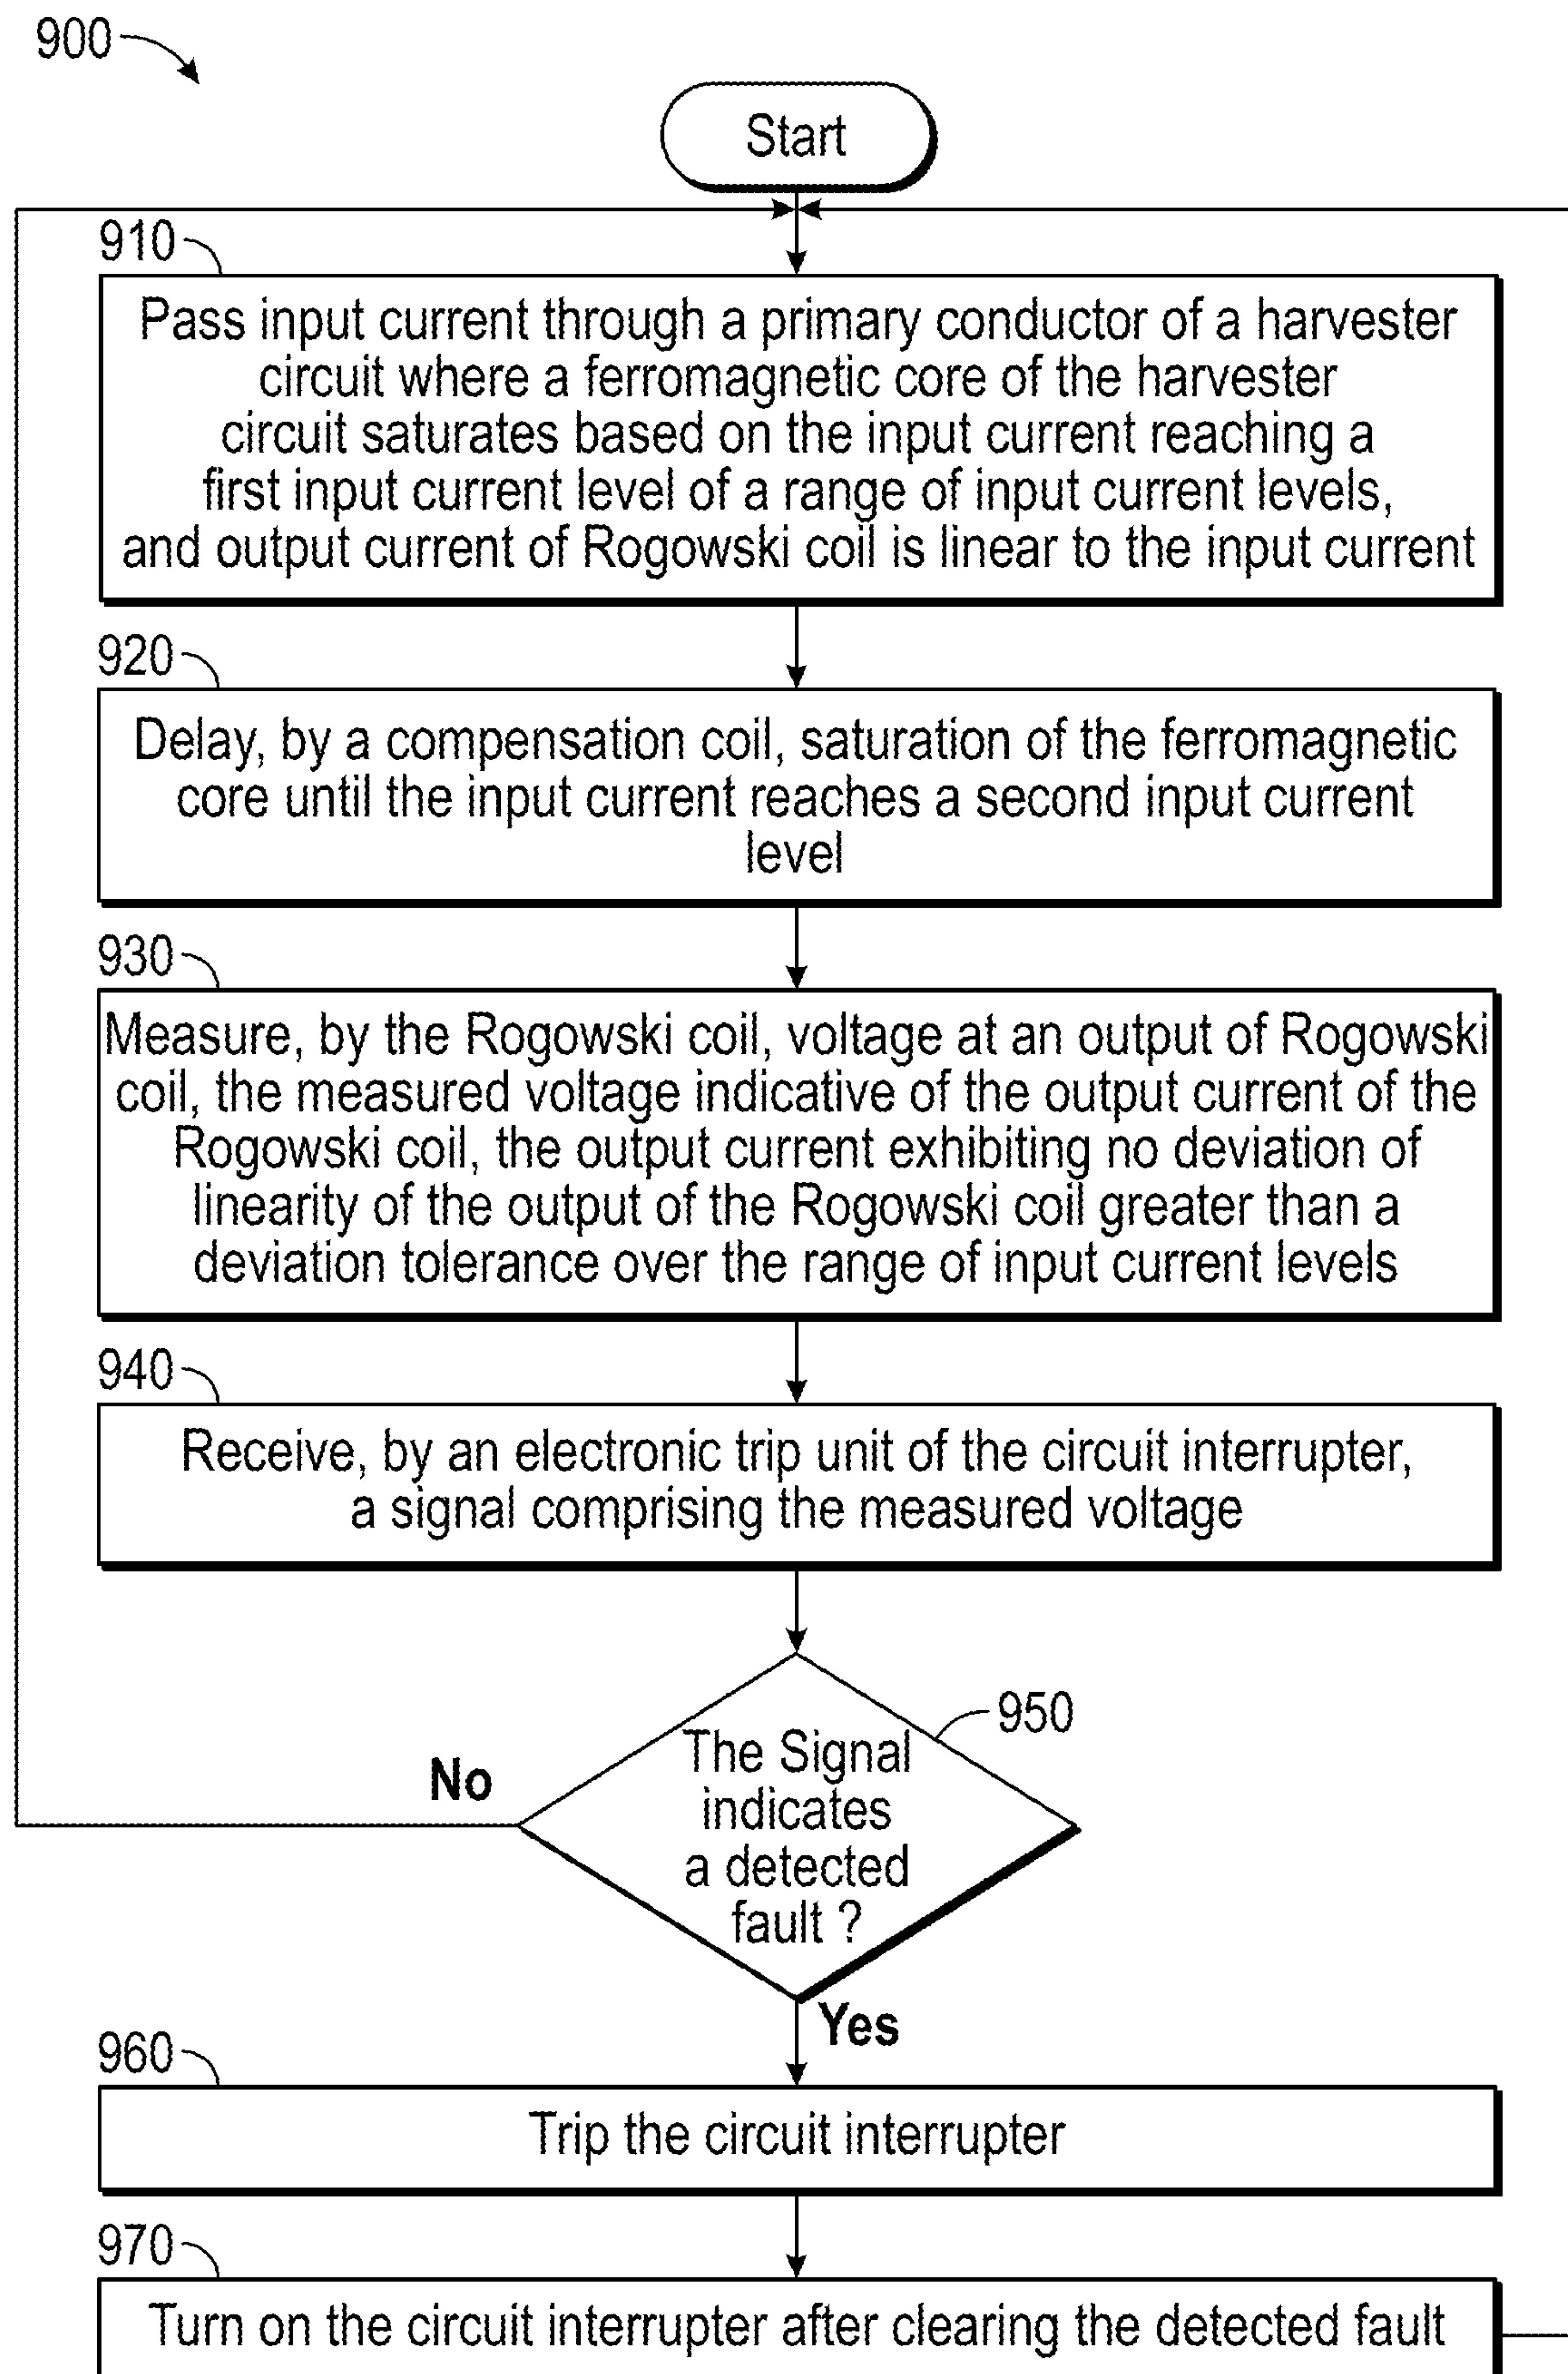 900
Start
910
Pass input current through a primary conductor of a harvester
circuit where a ferromagnetic core of the harvester
circuit saturates based on the input current reaching a
first input current level of a range of input current levels,
and output current of Rogowski coil is linear to the input current
920
Delay, by a compensation coil, saturation of the ferromagnetic
core until the input current reaches a second input current
level
930
Measure, by the Rogowski coil, voltage at an output of Rogowski
coil, the measured voltage indicative of the output current of the
Rogowski coil, the output current exhibiting no deviation of
linearity of the output of the Rogowski coil greater than a
deviation tolerance over the range of input current levels
940
Receive, by an electronic trip unit of the circuit interrupter,
a signal comprising the measured voltage
950
The Signal
indicates
a detected
fault ?
No
Yes
960
Trip the circuit interrupter
970
Turn on the circuit interrupter after clearing the detected fault